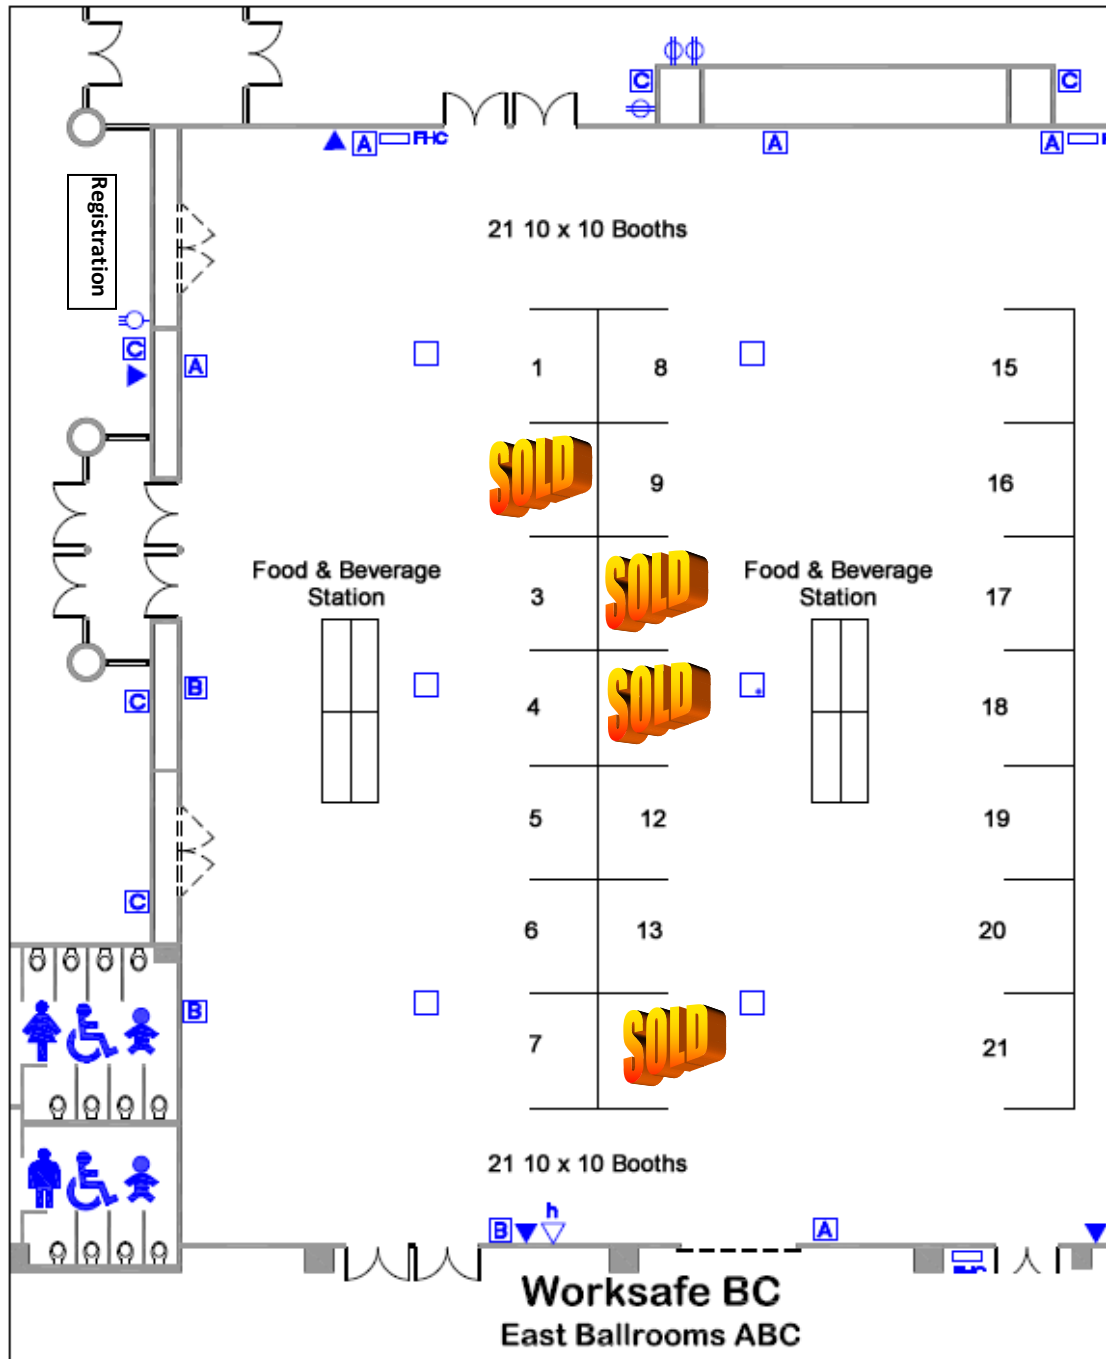 C
C
A
FHC
A
A
Registration
21 10 x 10 Booths
C
A
1
8
15
SOLD
9
16
Food & Beverage
Station
3
SOLD
Food & Beverage
Station
17
C
B
4
SOLD
18
5
12
19
C
6
13
20
B
7
SOLD
21
21 10 x 10 Booths
h
B
A
Worksafe BC
East Ballrooms ABC